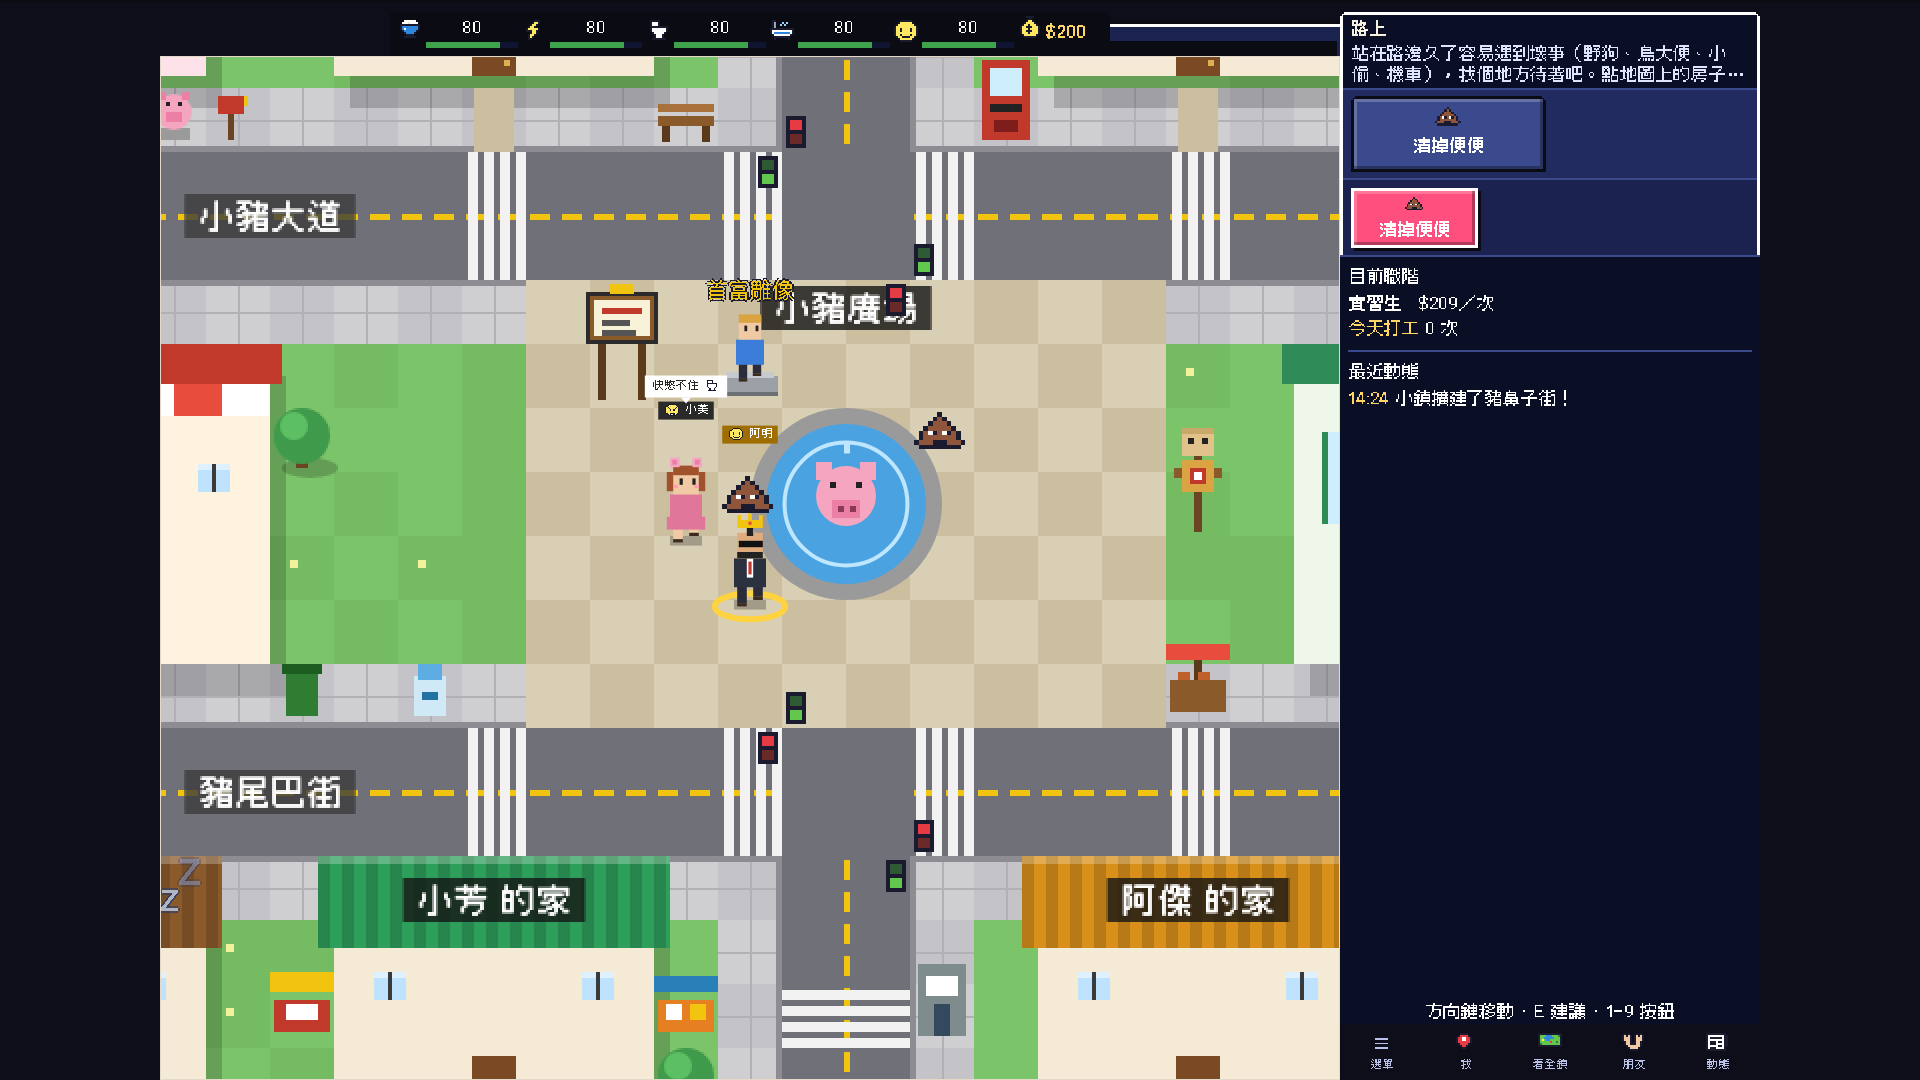 80 80 80 80 80 $200
路上
站在路邊久了容易遇到壞事（野狗、鳥大便、小
偷、機車），找個地方待著吧。點地圖上的房子…
清掉便便
清掉便便
目前職階
實習生 $209／次
今天打工 0 次
最近動態
14:24 小鎮擴建了豬鼻子街！
小豬大道
首富雕像
小豬廣場
快憋不住
小美
阿明
豬尾巴街
Z
Z
小芳 的家
阿傑 的家
方向鍵移動 · E 建議 · 1-9 按鈕
選單
我
看全鎮
朋友
動態